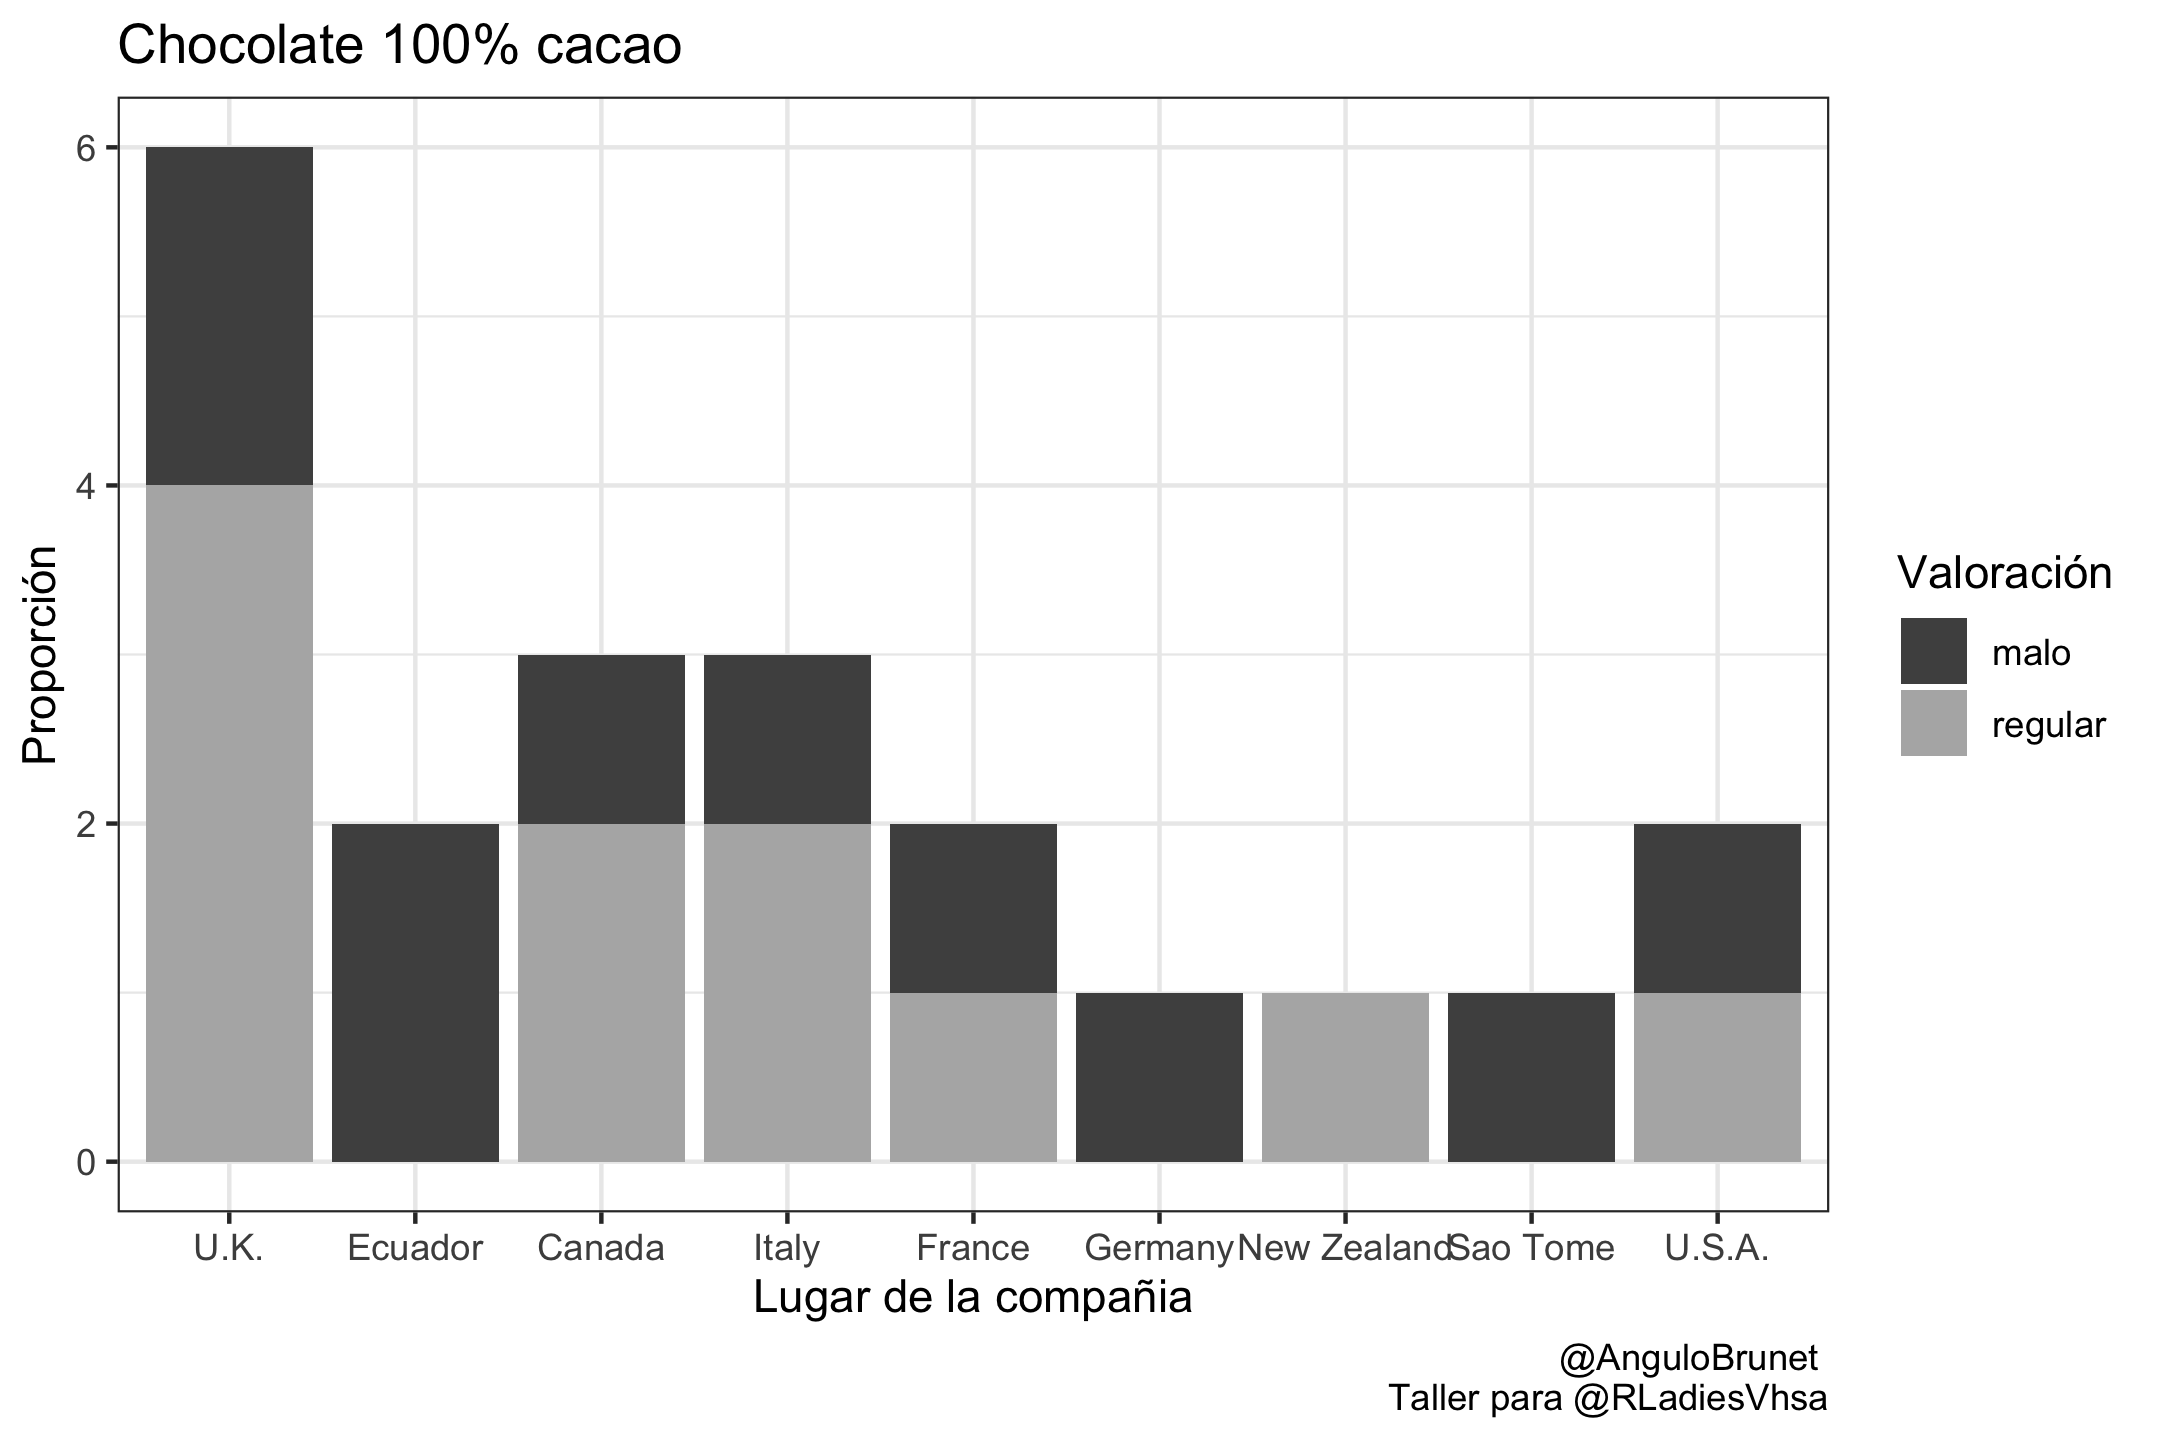 Chocolate 100% cacao
Proporción
6
4
2
0
U.K. Ecuador Canada Italy France Germany New Zealand Sao Tome U.S.A.
Lugar de la compañia
Valoración
malo
regular
@AnguloBrunet
Taller para @RLadiesVhsa